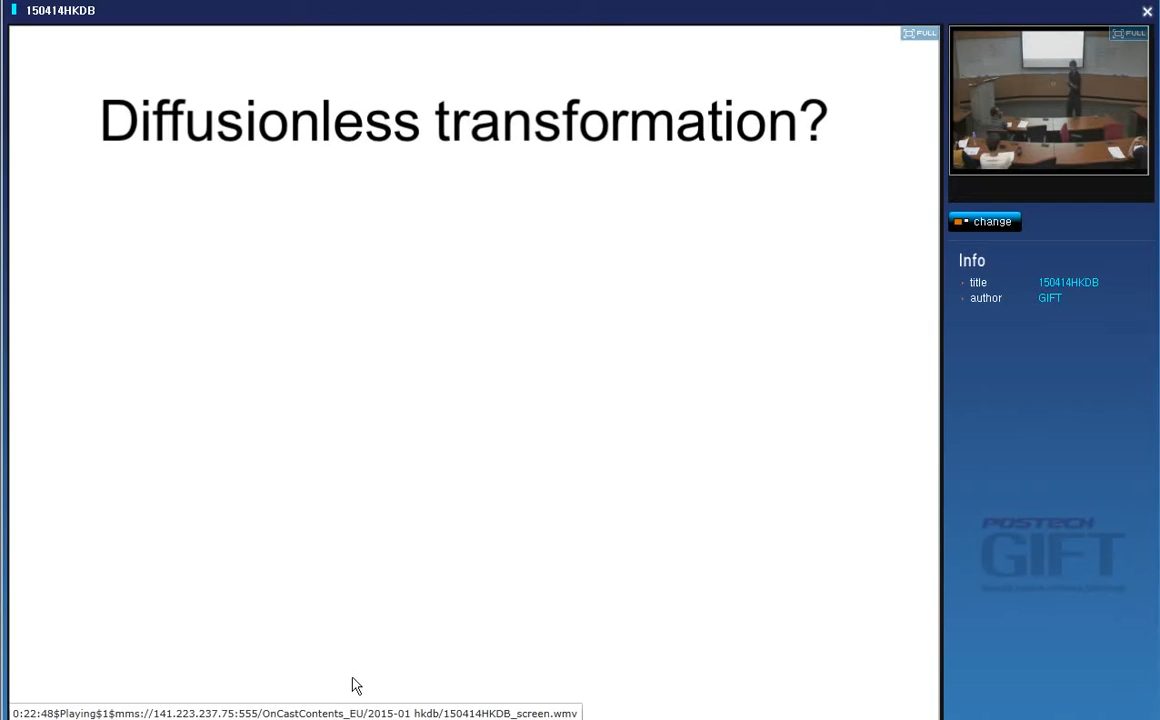 150414HKDB
FULL
Diffusionless transformation?
FULL
change
Info
title 150414HKDB
author GIFT
POSTECH
GIFT
0:22:48$Playing$1$mms://141.223.237.75:555/OnCastContents_EU/2015-01 hkdb/150414HKDB_screen.wmv